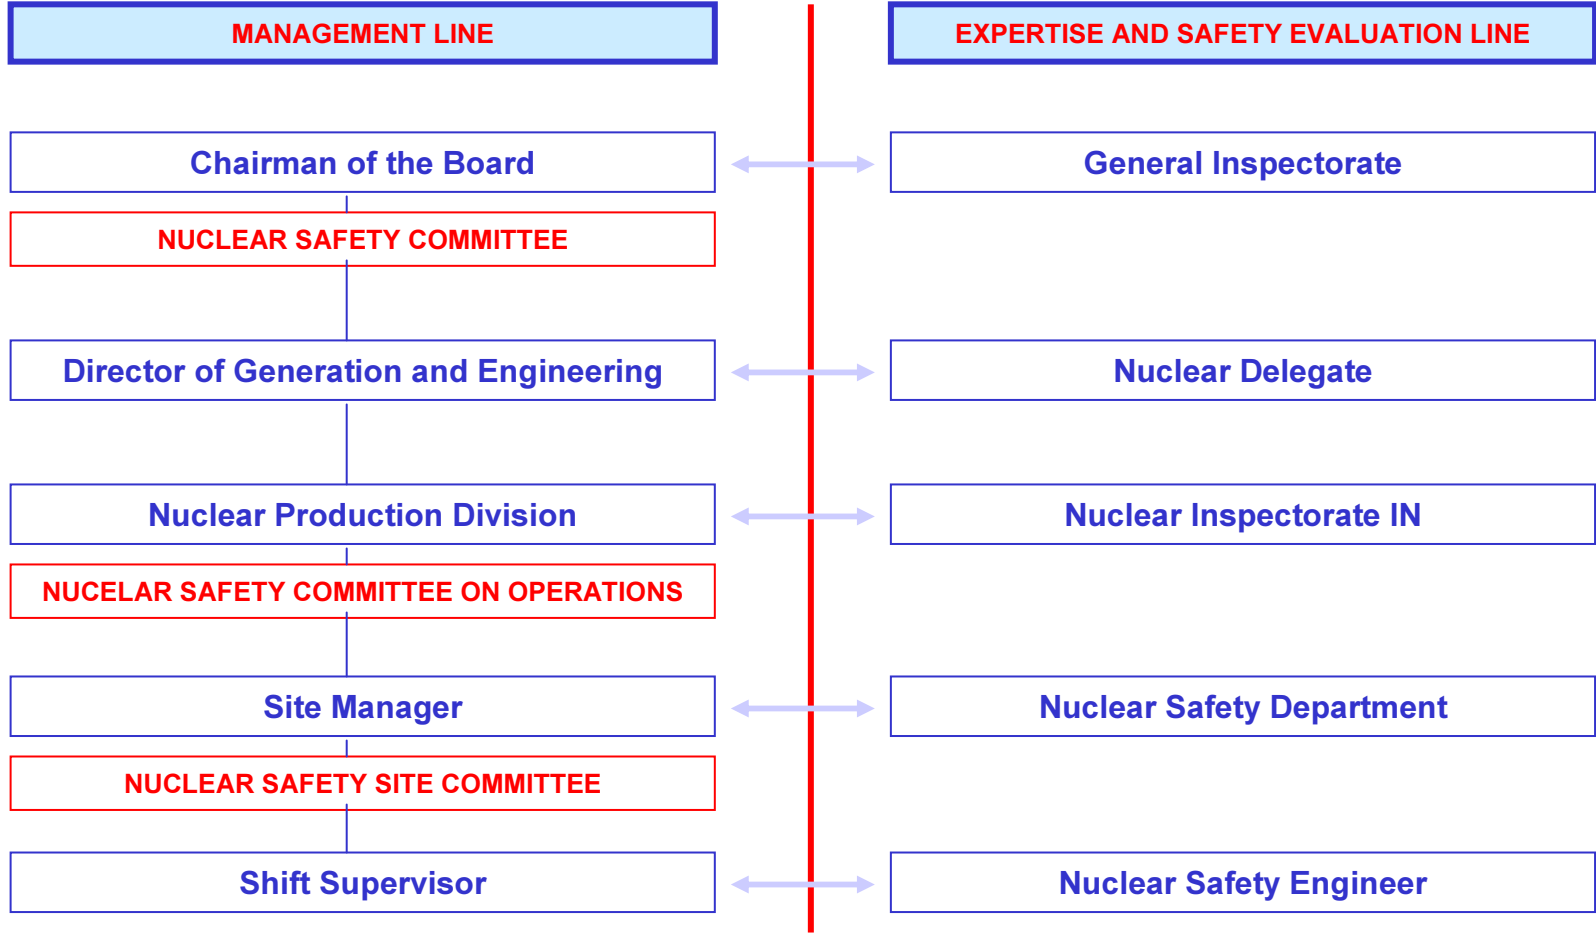 MANAGEMENT LINE
EXPERTISE AND SAFETY EVALUATION LINE
Chairman of the Board
General Inspectorate
NUCLEAR SAFETY COMMITTEE
Director of Generation and Engineering
Nuclear Delegate
Nuclear Production Division
Nuclear Inspectorate IN
NUCELAR SAFETY COMMITTEE ON OPERATIONS
Site Manager
Nuclear Safety Department
NUCLEAR SAFETY SITE COMMITTEE
Shift Supervisor
Nuclear Safety Engineer